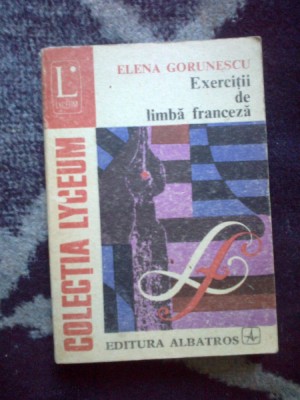 L
LYCEUM
ELENA GORUNESCU
Exerciții
de
limbă franceză
COLECȚIA LYCEUM
EDITURA ALBATROS